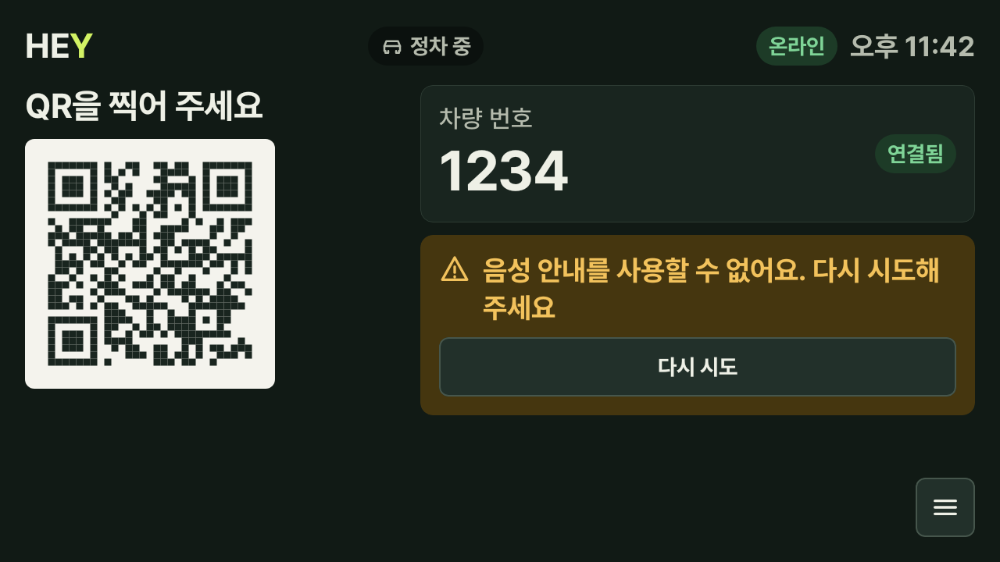 HEY
정차 중
온라인
오후 11:42
QR을 찍어 주세요
차량 번호
1234
연결됨
음성 안내를 사용할 수 없어요. 다시 시도해
주세요
다시 시도